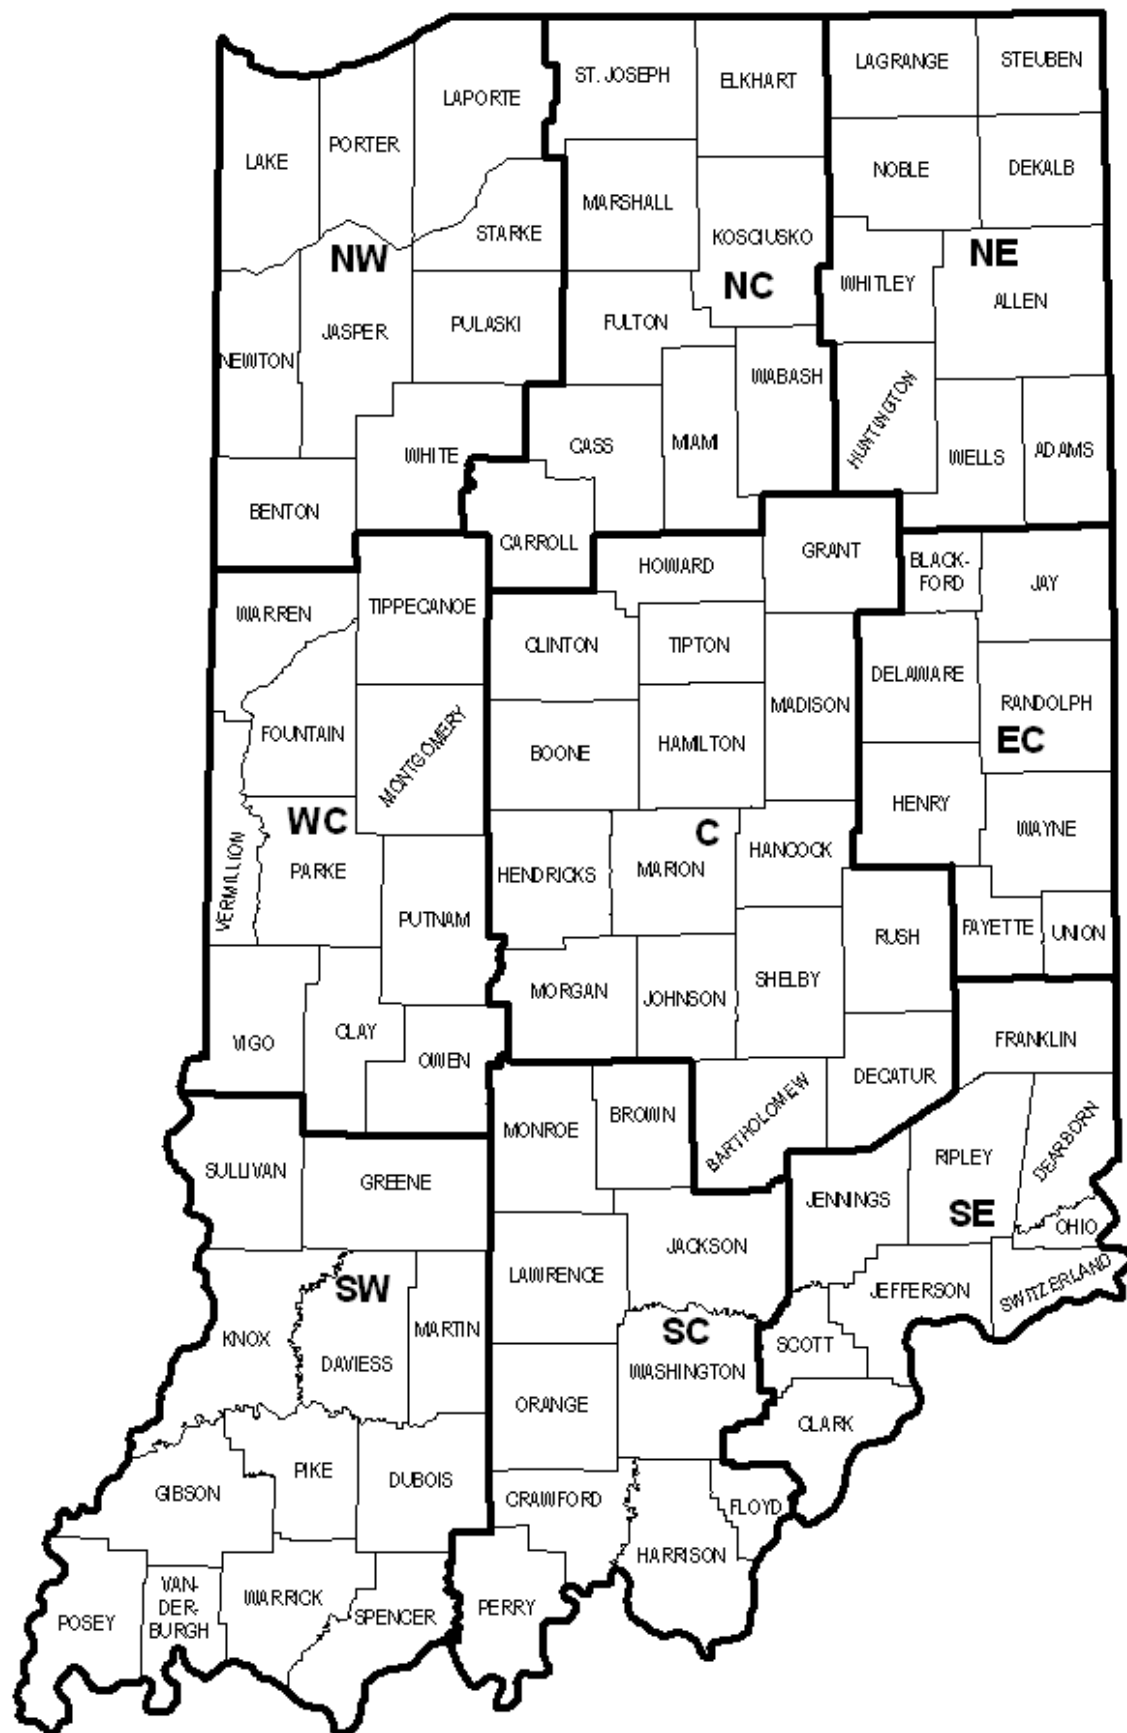 LAGRANGE
STEUBEN
ST. JOSEPH
ELKHART
LAPORTE
PORTER
LAKE
NOBLE
DEKALB
MARSHALL
STARKE
KOSCIUSKO
NW
NE
NC
WHITLEY
ALLEN
FULTON
PULASKI
JASPER
NEWTON
WABASH
HUNTINGTON
CASS
MIAMI
WHITE
WELLS
ADAMS
BENTON
CARROLL
GRANT
HOWARD
BLACK-
FORD
JAY
TIPPECANOE
WARREN
CLINTON
TIPTON
DELAWARE
RANDOLPH
MADISON
FOUNTAIN
MONTGOMERY
BOONE
HAMILTON
EC
HENRY
WAYNE
WC
C
HANCOCK
VERMILLION
PARKE
HENDRICKS
MARION
PUTNAM
FAYETTE
UNION
RUSH
SHELBY
MORGAN
JOHNSON
VIGO
CLAY
OWEN
FRANKLIN
DECATUR
BROWN
MONROE
BARTHOLOMEW
DEARBORN
RIPLEY
SULLIVAN
GREENE
JENNINGS
SE
OHIO
JACKSON
LAWRENCE
SWITZERLAND
JEFFERSON
SW
KNOX
MARTIN
SC
SCOTT
DAVIESS
WASHINGTON
ORANGE
CLARK
PIKE
DUBOIS
GIBSON
CRAWFORD
FLOYD
HARRISON
WARRICK
VAN-
DER-
BURGH
POSEY
SPENCER
PERRY